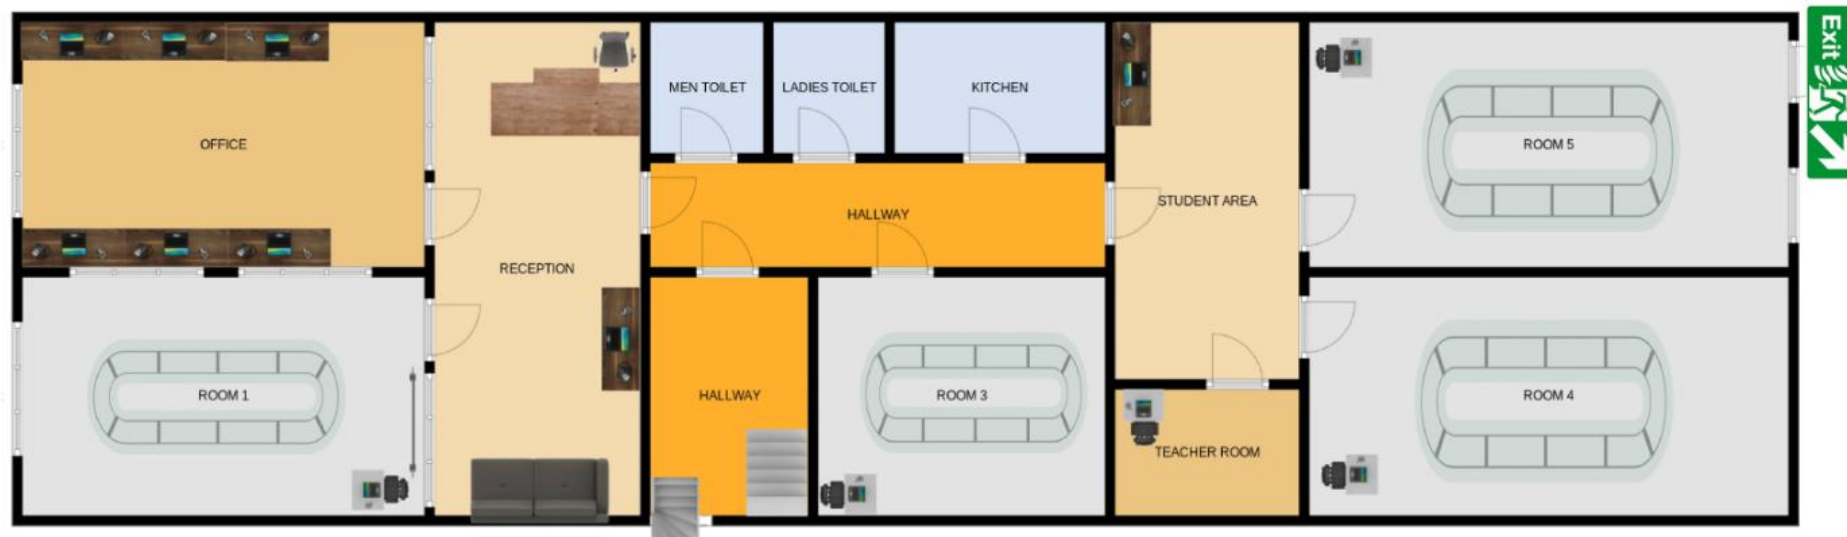 Exit
MEN TOILET
LADIES TOILET
KITCHEN
OFFICE
ROOM 5
STUDENT AREA
HALLWAY
RECEPTION
ROOM 1
HALLWAY
ROOM 3
ROOM 4
TEACHER ROOM